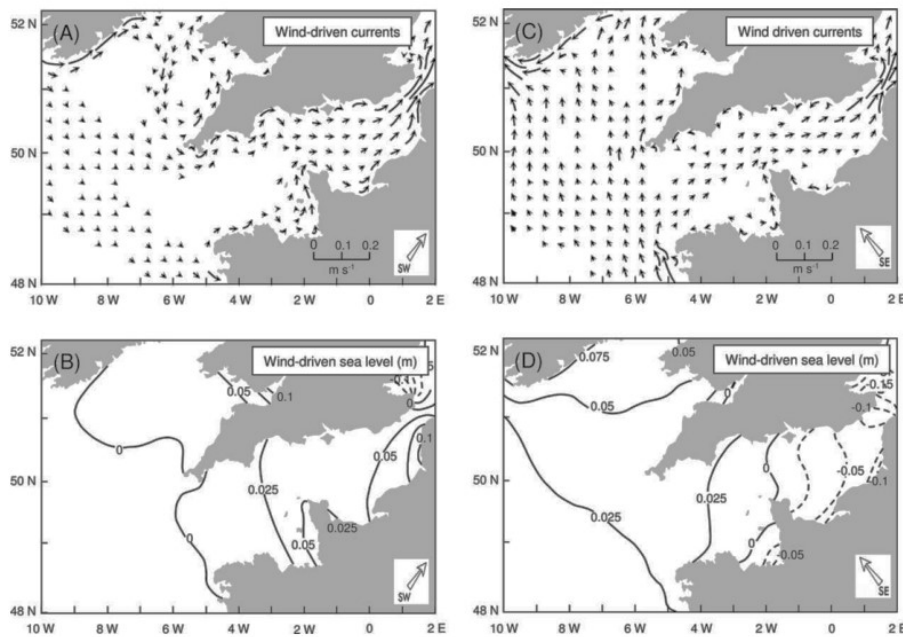 52 N
(A)
Wind-driven currents
50 N
0 0.1 0.2
m s⁻¹
SW
48 N
10 W 8 W 6 W 4 W 2 W 0 2 E
52 N
(C)
Wind driven currents
50 N
0 0.1 0.2
m s⁻¹
SE
48 N
10 W 8 W 6 W 4 W 2 W 0 2 E
52 N
(B)
Wind-driven sea level (m)
0.05
0.1
-0.1
0
0
0.05
0.1
50 N
0.025
0
0.05
0.025
0
SW
48 N
10 W 8 W 6 W 4 W 2 W 0 2 E
52 N
(D)
Wind-driven sea level (m)
0.05
0.075
0.05
0
-0.15
-0.1
50 N
0.025
0.025
0
-0.05
-0.1
0
-0.05
SE
48 N
10 W 8 W 6 W 4 W 2 W 0 2 E